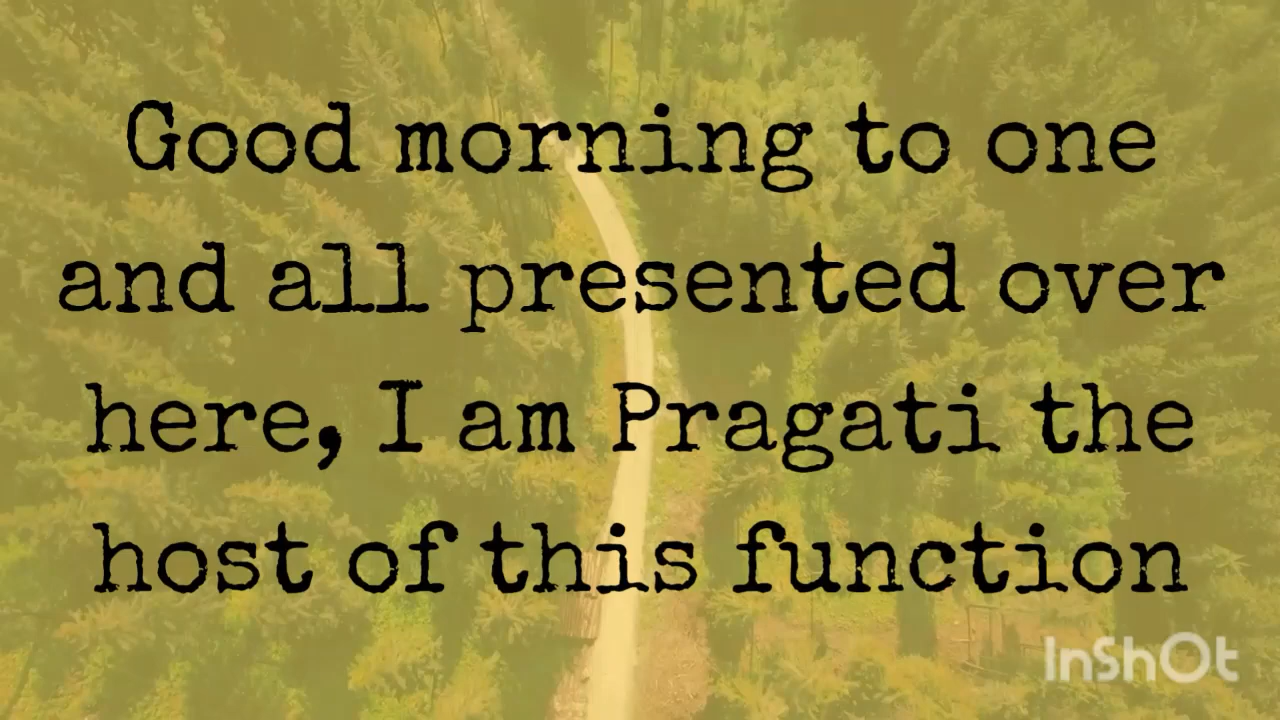 Good morning to one
and all presented over
here, I am Pragati the
host of this function
InShOt